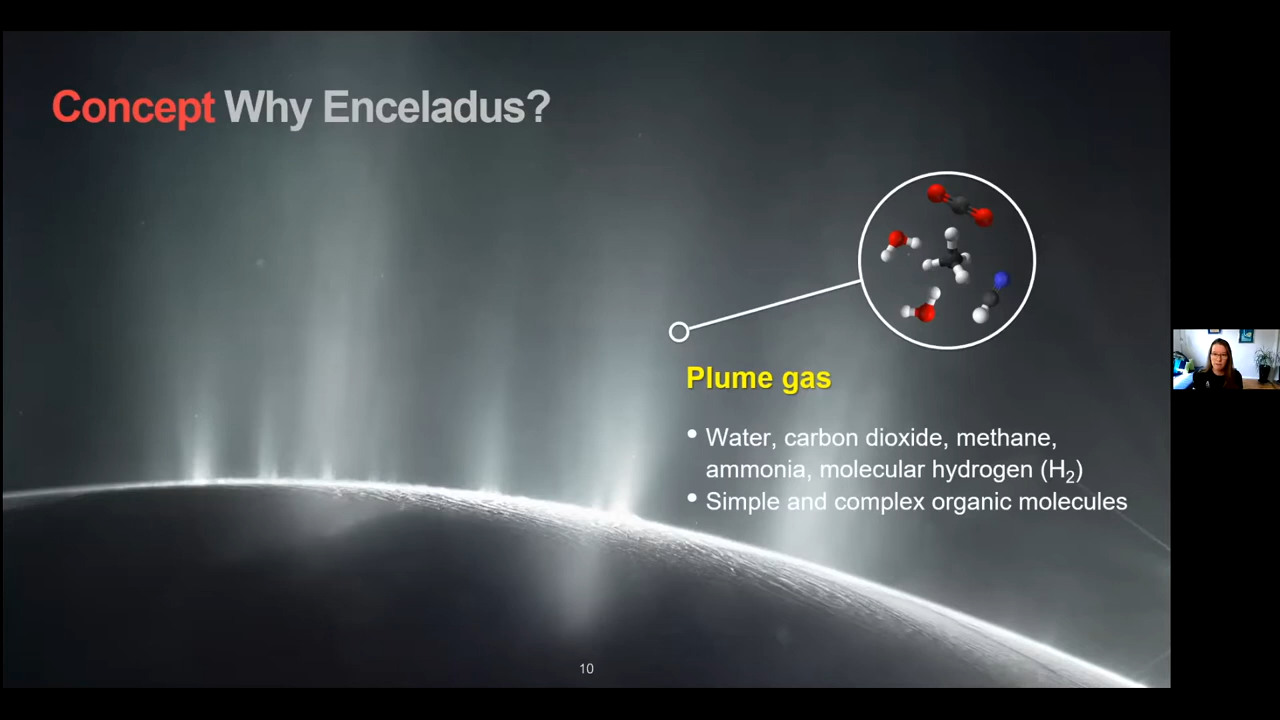 Concept Why Enceladus?
Plume gas
• Water, carbon dioxide, methane,
ammonia, molecular hydrogen (H₂)
• Simple and complex organic molecules
10